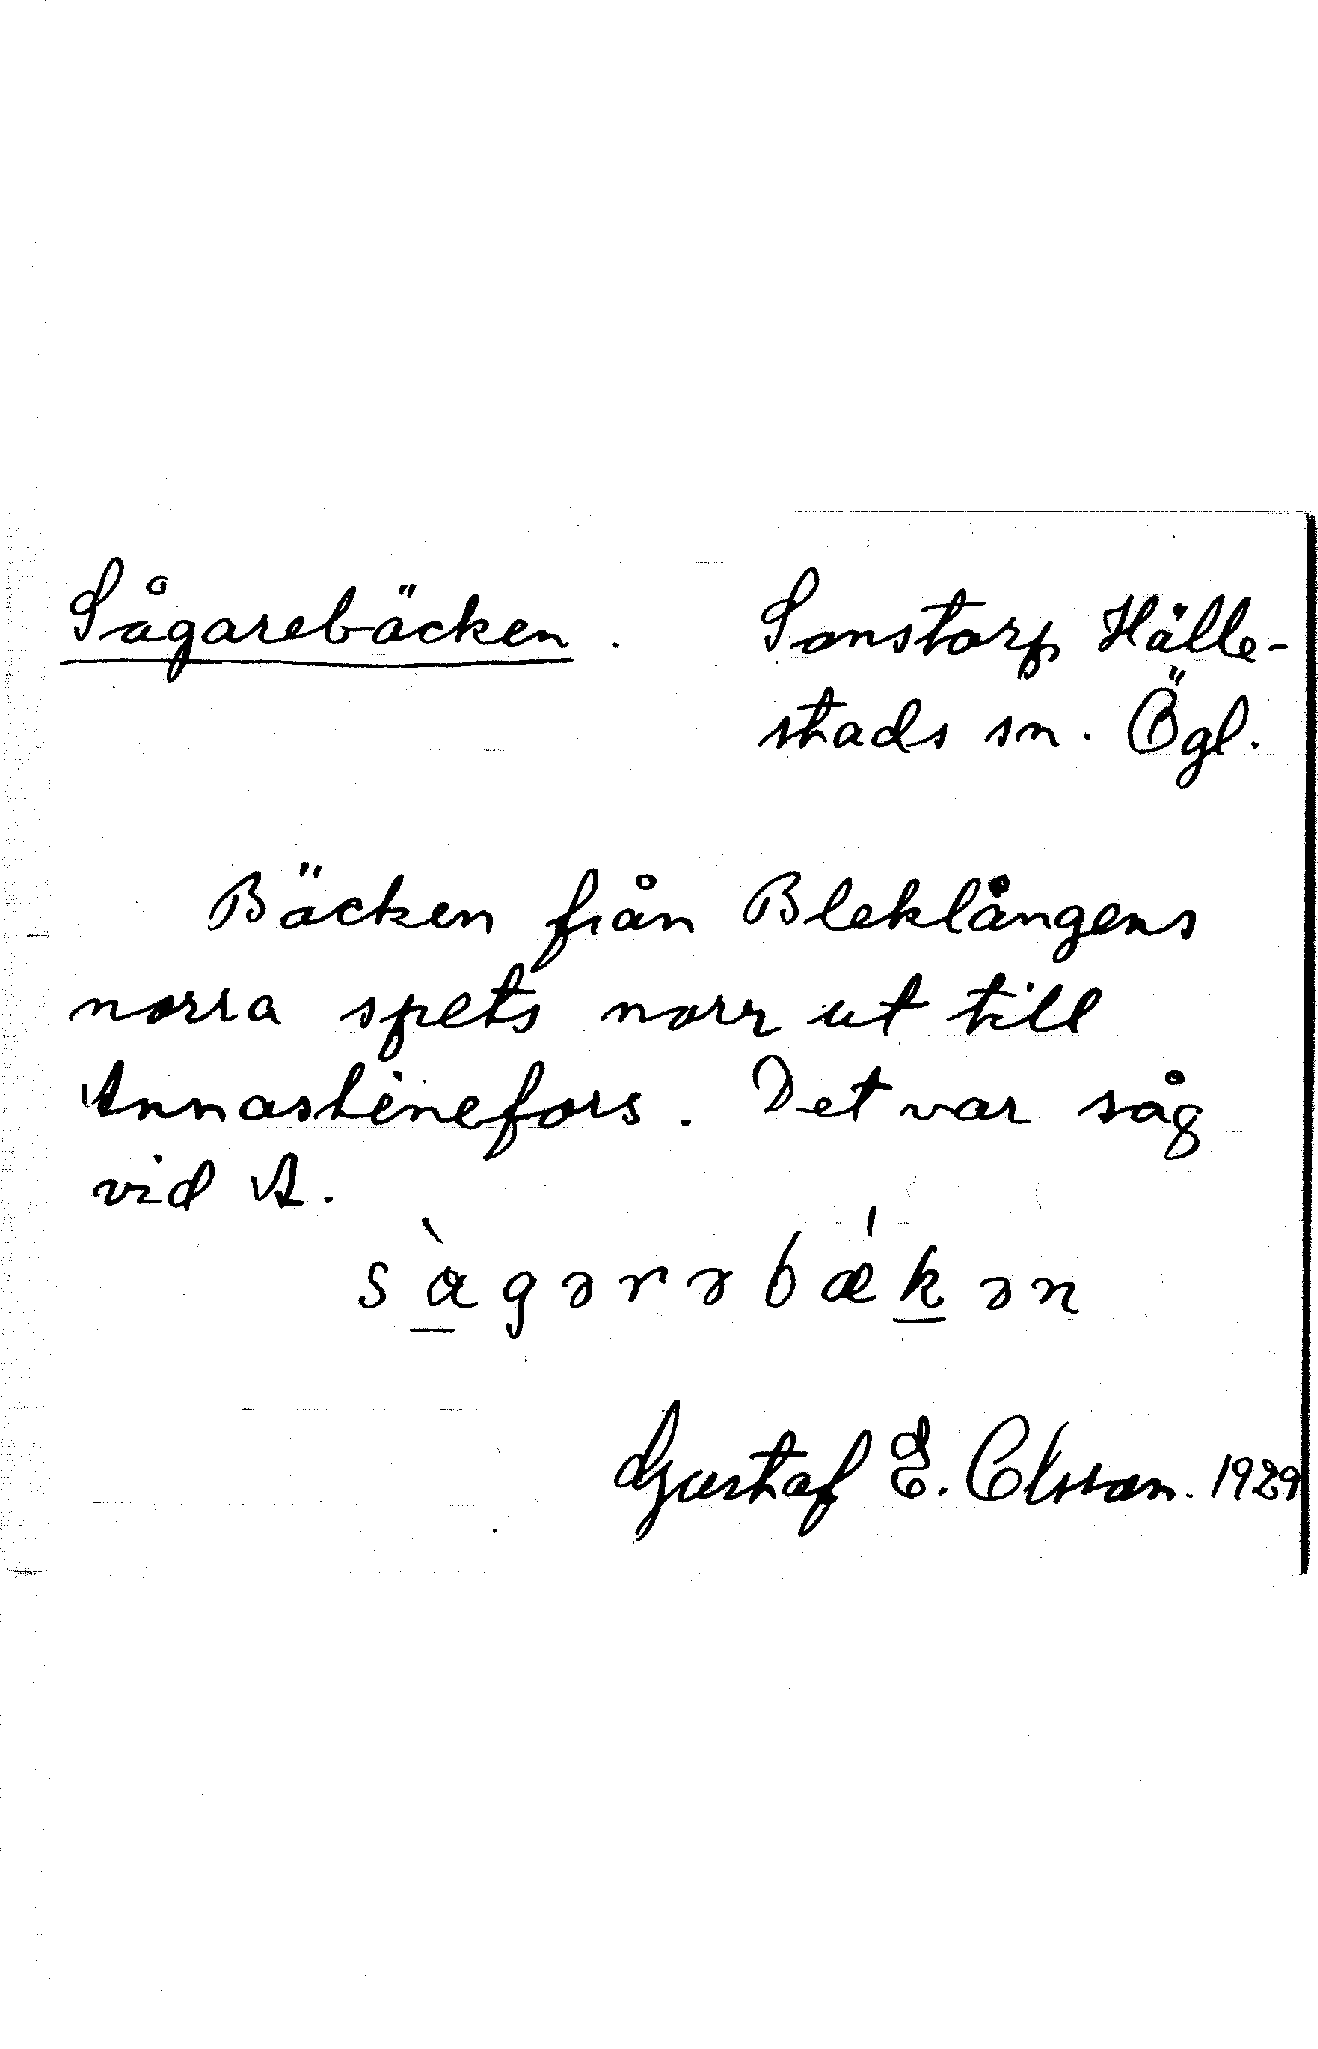 Sågarebäcken. Sonstorp Hälle-
stads sn. Ögl.
Bäcken från Bleklångens
norra spets norr ut till
Annastinefors. Det var såg
vid A.
sàgərəbǽkən
Gustaf E. Olsson. 1929